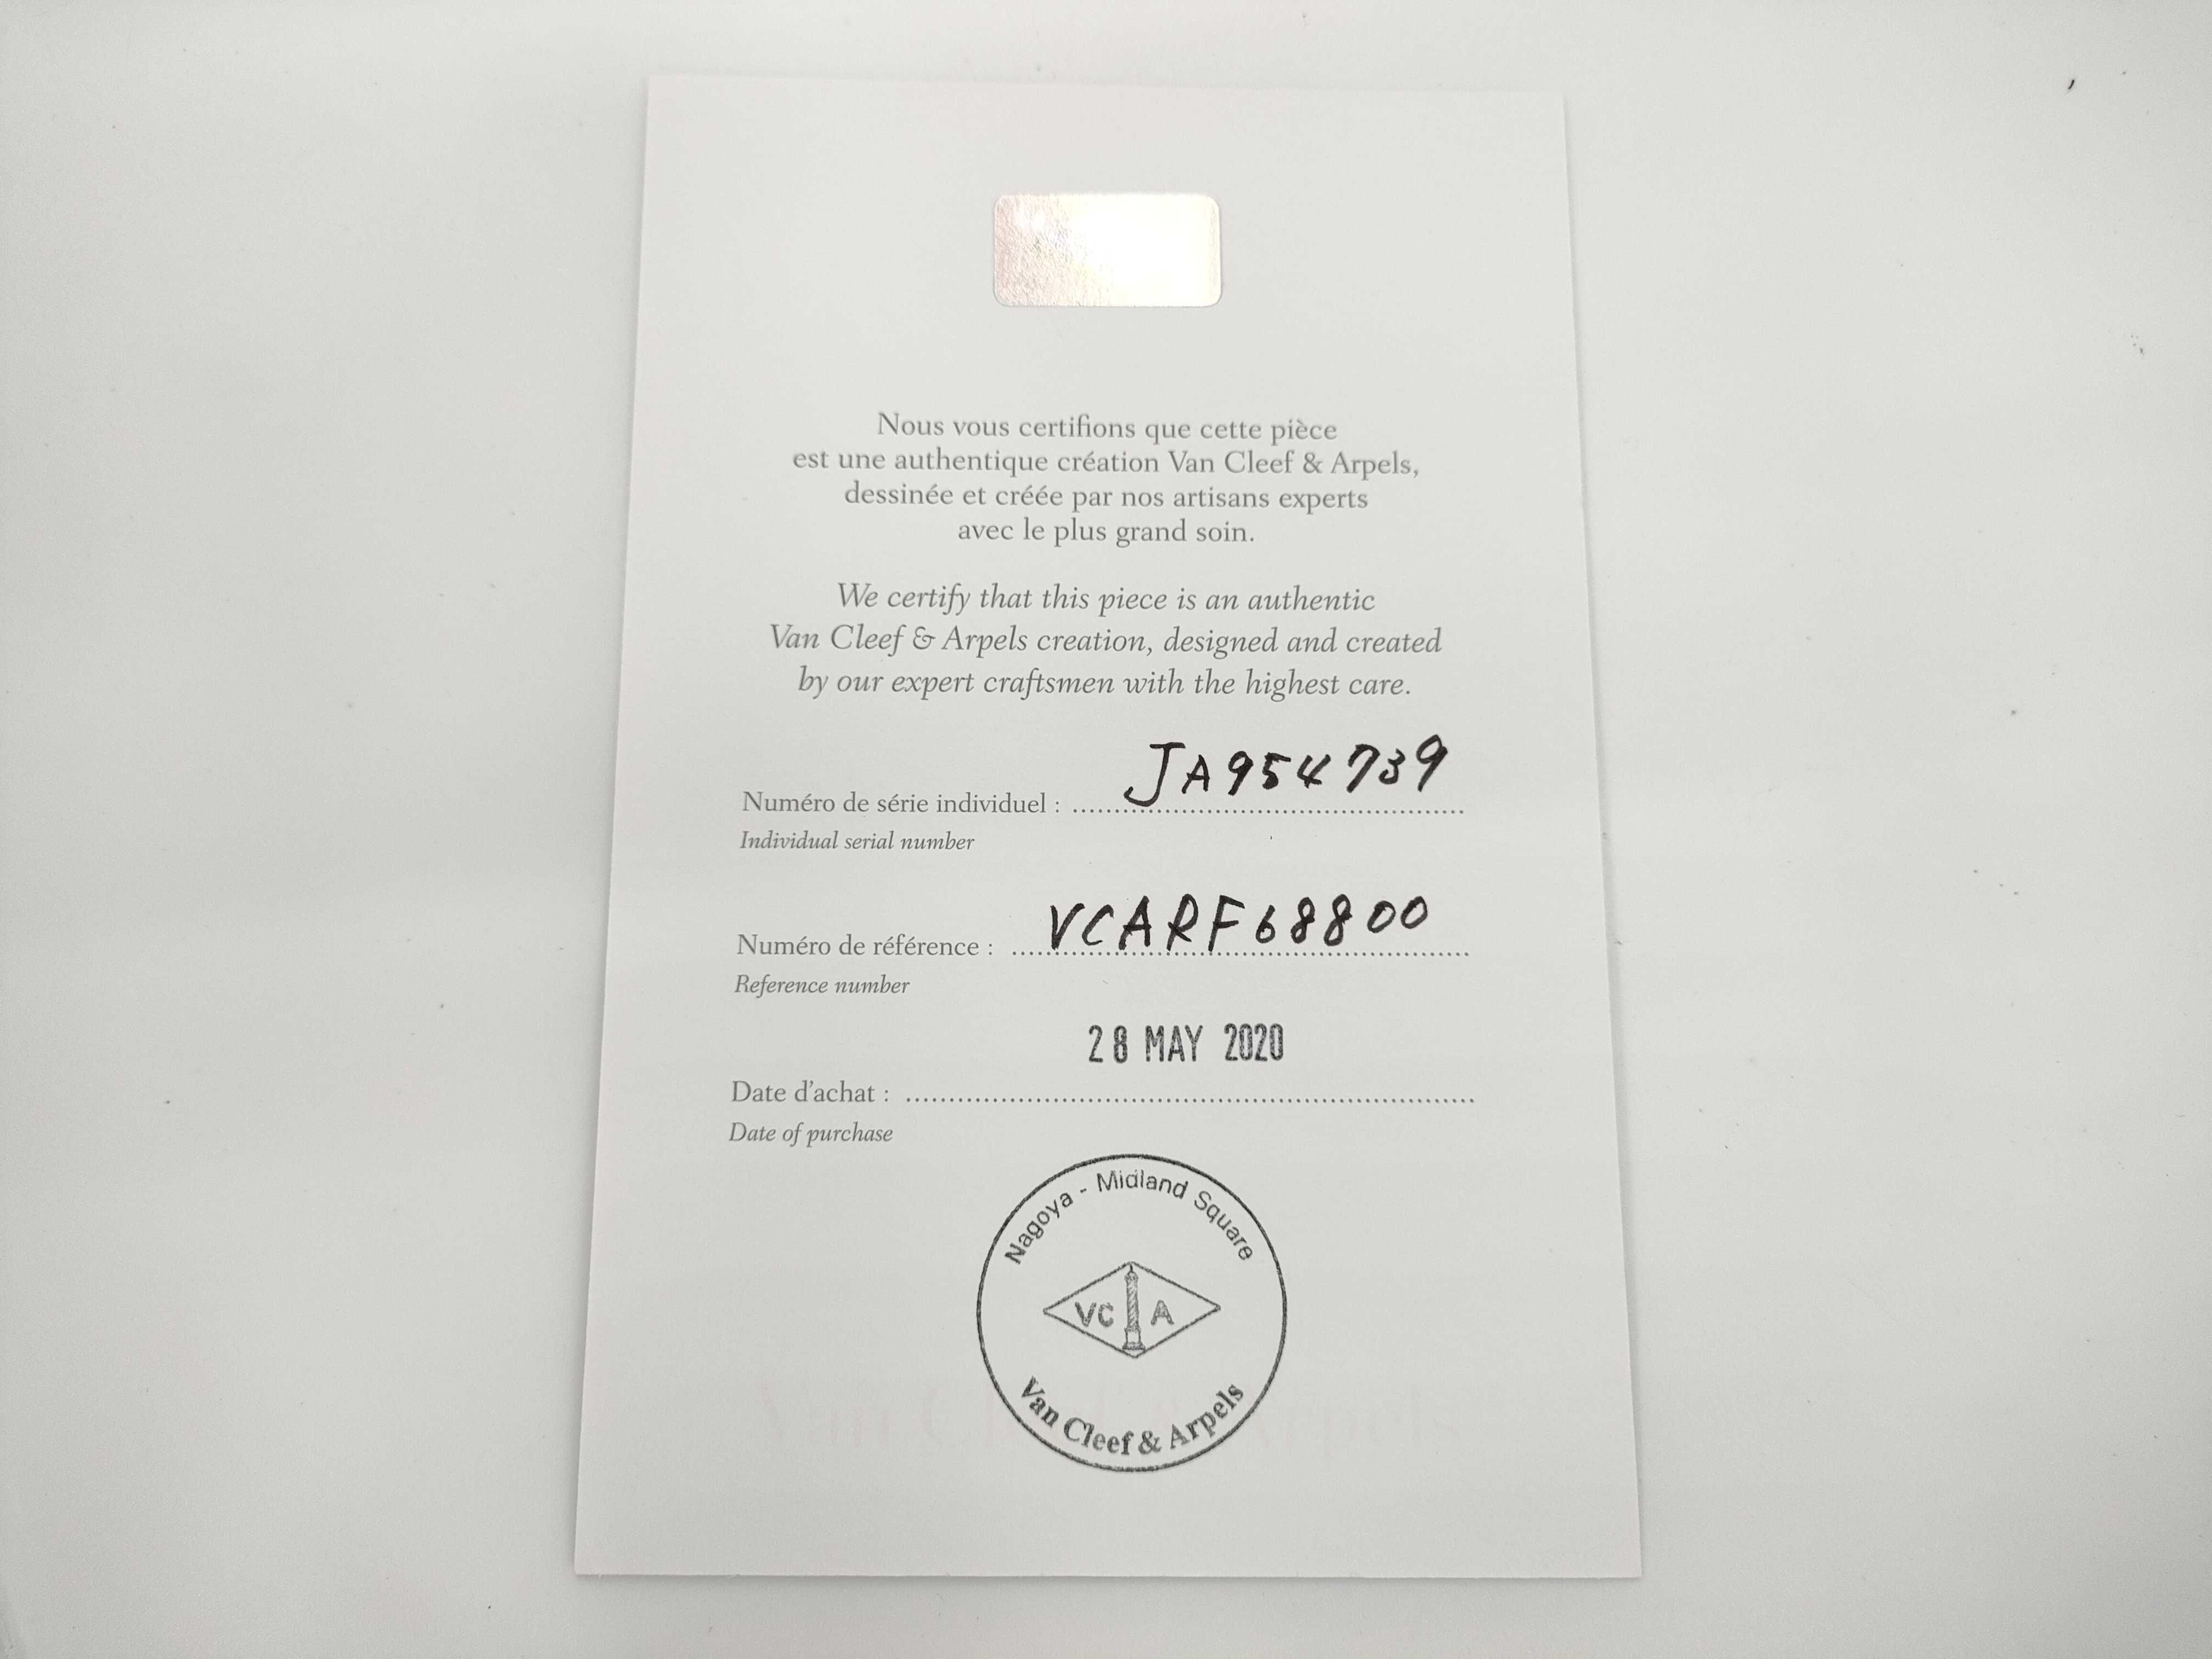 Nous vous certifions que cette pièce
est une authentique création Van Cleef & Arpels,
dessinée et créée par nos artisans experts
avec le plus grand soin.
We certify that this piece is an authentic
Van Cleef & Arpels creation, designed and created
by our expert craftsmen with the highest care.
Numéro de série individuel : JA954739
Individual serial number
Numéro de référence : VCARF68800
Reference number
28 MAY 2020
Date d'achat :
Date of purchase
Nagoya - Midland Square
VC A
Van Cleef & Arpels